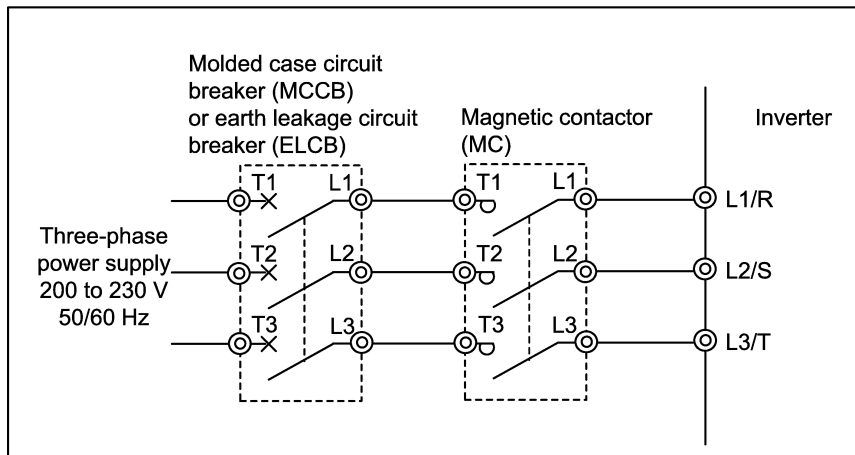 Molded case circuit
breaker (MCCB)
or earth leakage circuit
breaker (ELCB)
Magnetic contactor
(MC)
Inverter
T1
L1
T1
L1
L1/R
Three-phase
power supply
200 to 230 V
50/60 Hz
T2
L2
T2
L2
L2/S
T3
L3
T3
L3
L3/T